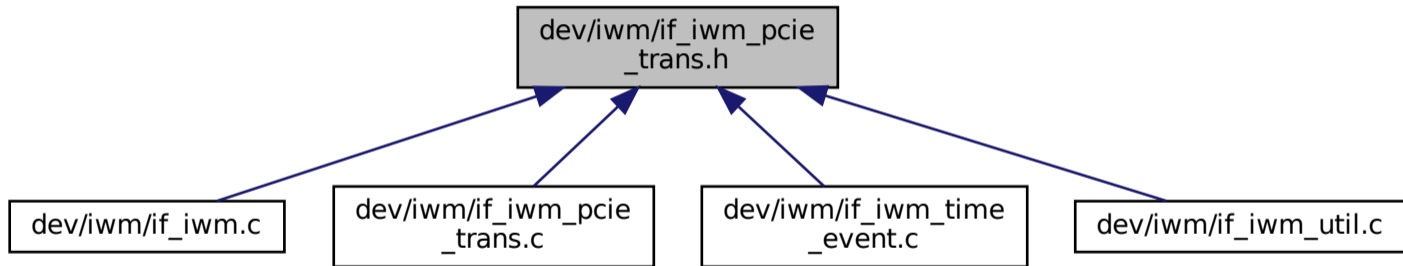 dev/iwm/if_iwm_pcie
_trans.h
dev/iwm/if_iwm.c
dev/iwm/if_iwm_pcie
_trans.c
dev/iwm/if_iwm_time
_event.c
dev/iwm/if_iwm_util.c